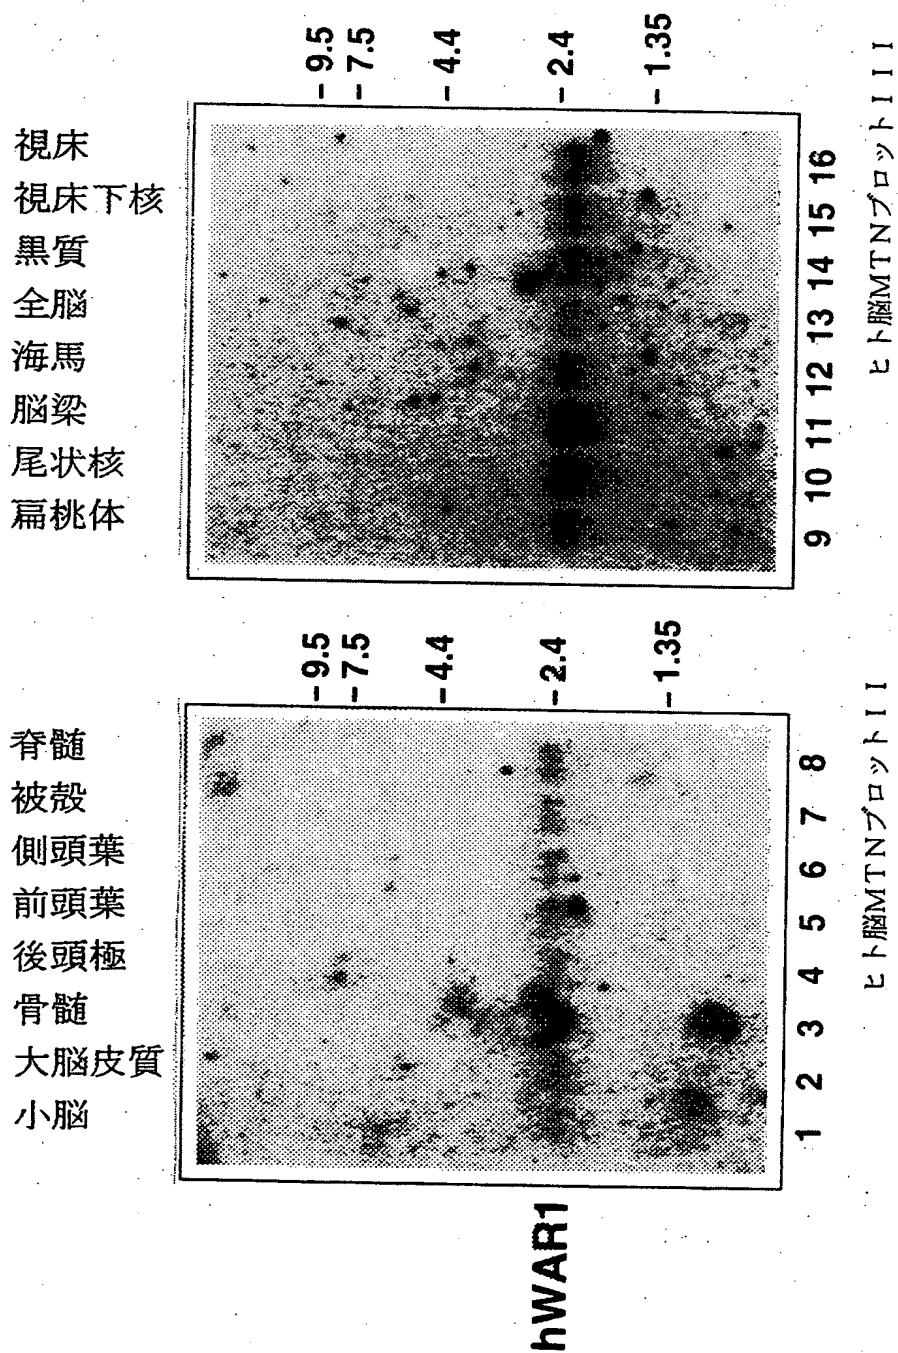 視床
視床下核
黒質
全脳
海馬
脳梁
尾状核
扁桃体
- 9.5
- 7.5
- 4.4
- 2.4
- 1.35
16
15
14
13
12
11
10
9
ヒト脳MTNブロットIII
脊髄
被殻
側頭葉
前頭葉
後頭極
骨髄
大脳皮質
小脳
- 9.5
- 7.5
- 4.4
- 2.4
- 1.35
8
7
6
5
4
3
2
1
ヒト脳MTNブロットII
hWAR1